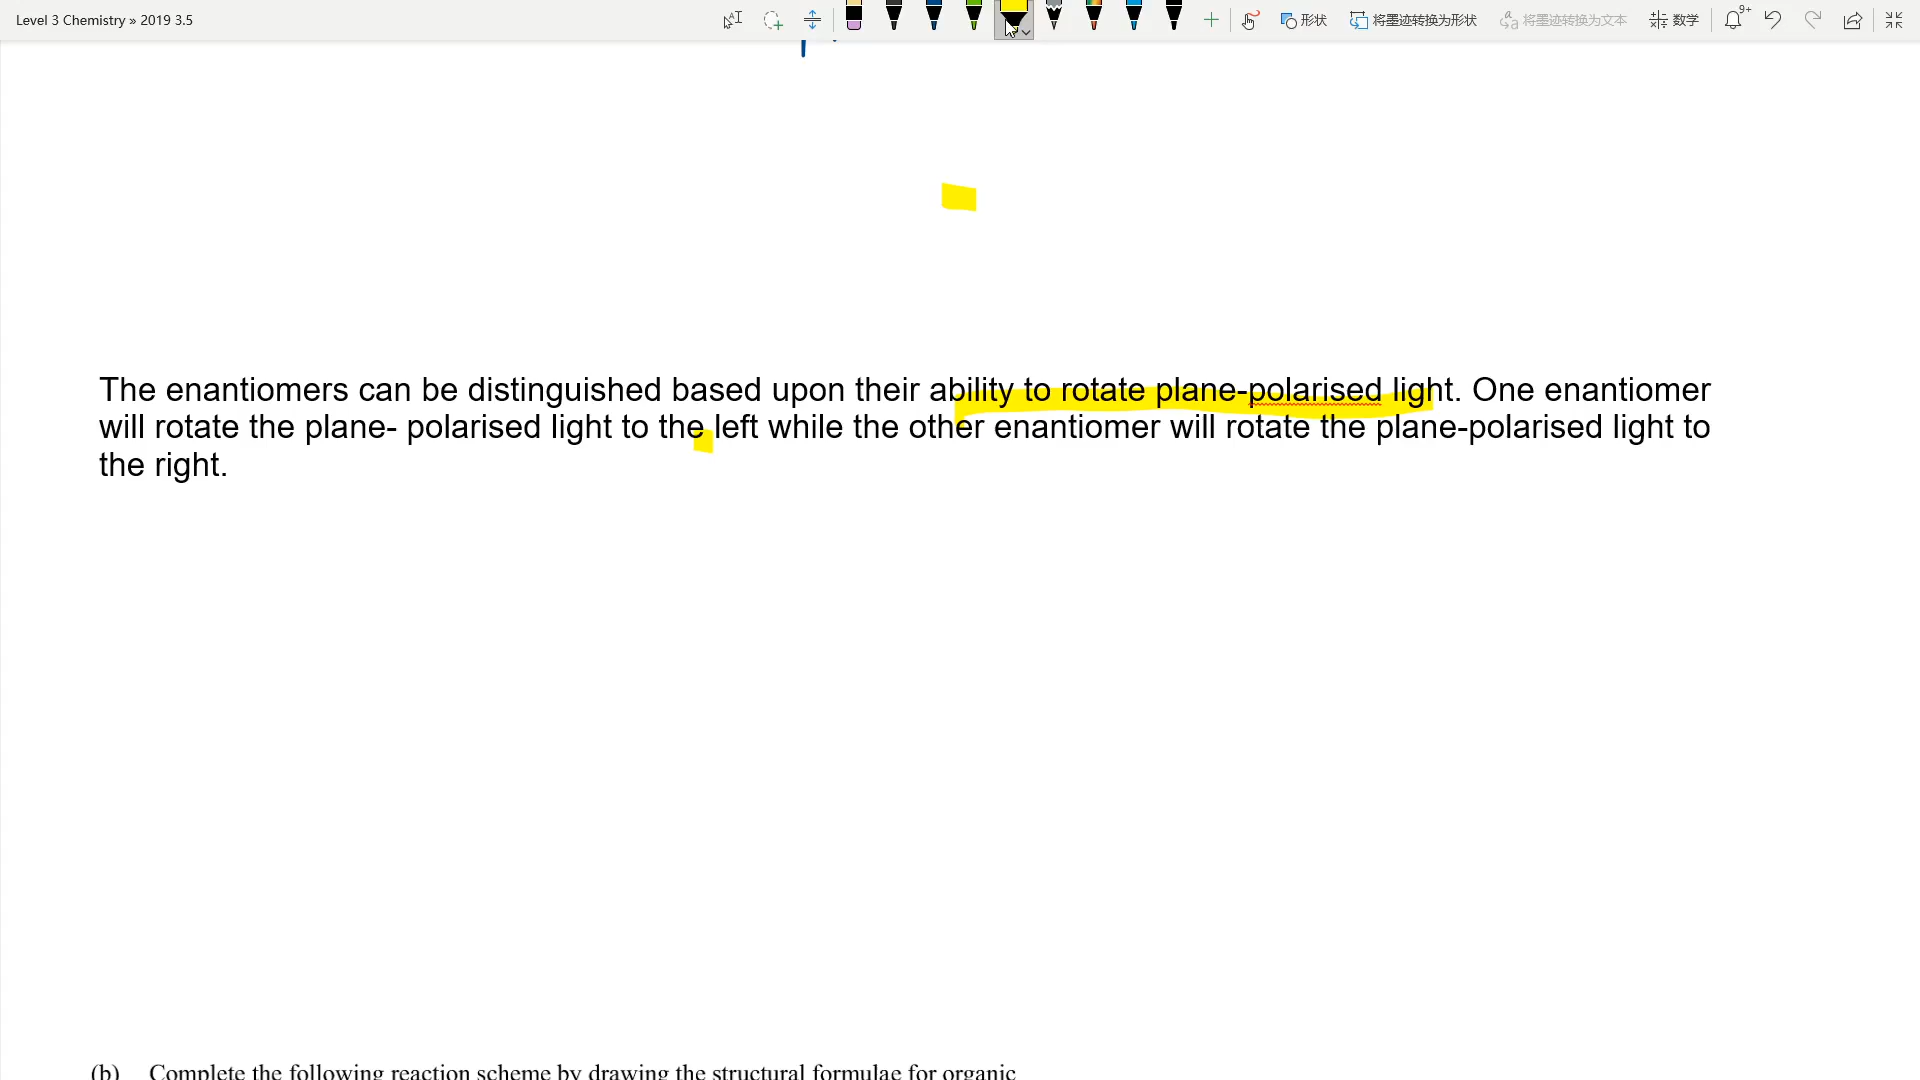 Level 3 Chemistry » 2019 3.5
形状
将墨迹转换为形状
将墨迹转换为文本
数学
9+
The enantiomers can be distinguished based upon their ability to rotate plane-polarised light. One enantiomer
will rotate the plane- polarised light to the left while the other enantiomer will rotate the plane-polarised light to
the right.
(b) Complete the following reaction scheme by drawing the structural formulae for organic